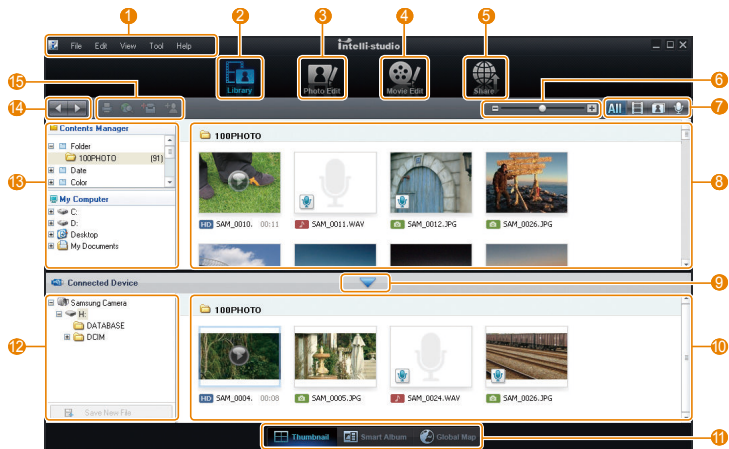 1 2 3 4 5
File Edit View Tool Help
intelli-studio
Library Photo Edit Movie Edit Share
15 6
14 All 7
Contents Manager
Folder
100PHOTO (91)
Date
Color
13
My Computer
C:
D:
Desktop
My Documents
100PHOTO
HD SAM_0010. 00:11 SAM_0011.WAV SAM_0012.JPG SAM_0026.JPG
8
Connected Device
9
Samsung Camera
H:
DATABASE
DCIM
12
Save New File
100PHOTO
HD SAM_0004. 00:08 SAM_0005.JPG SAM_0024.WAV SAM_0026.JPG
10
Thumbnail Smart Album Global Map
11